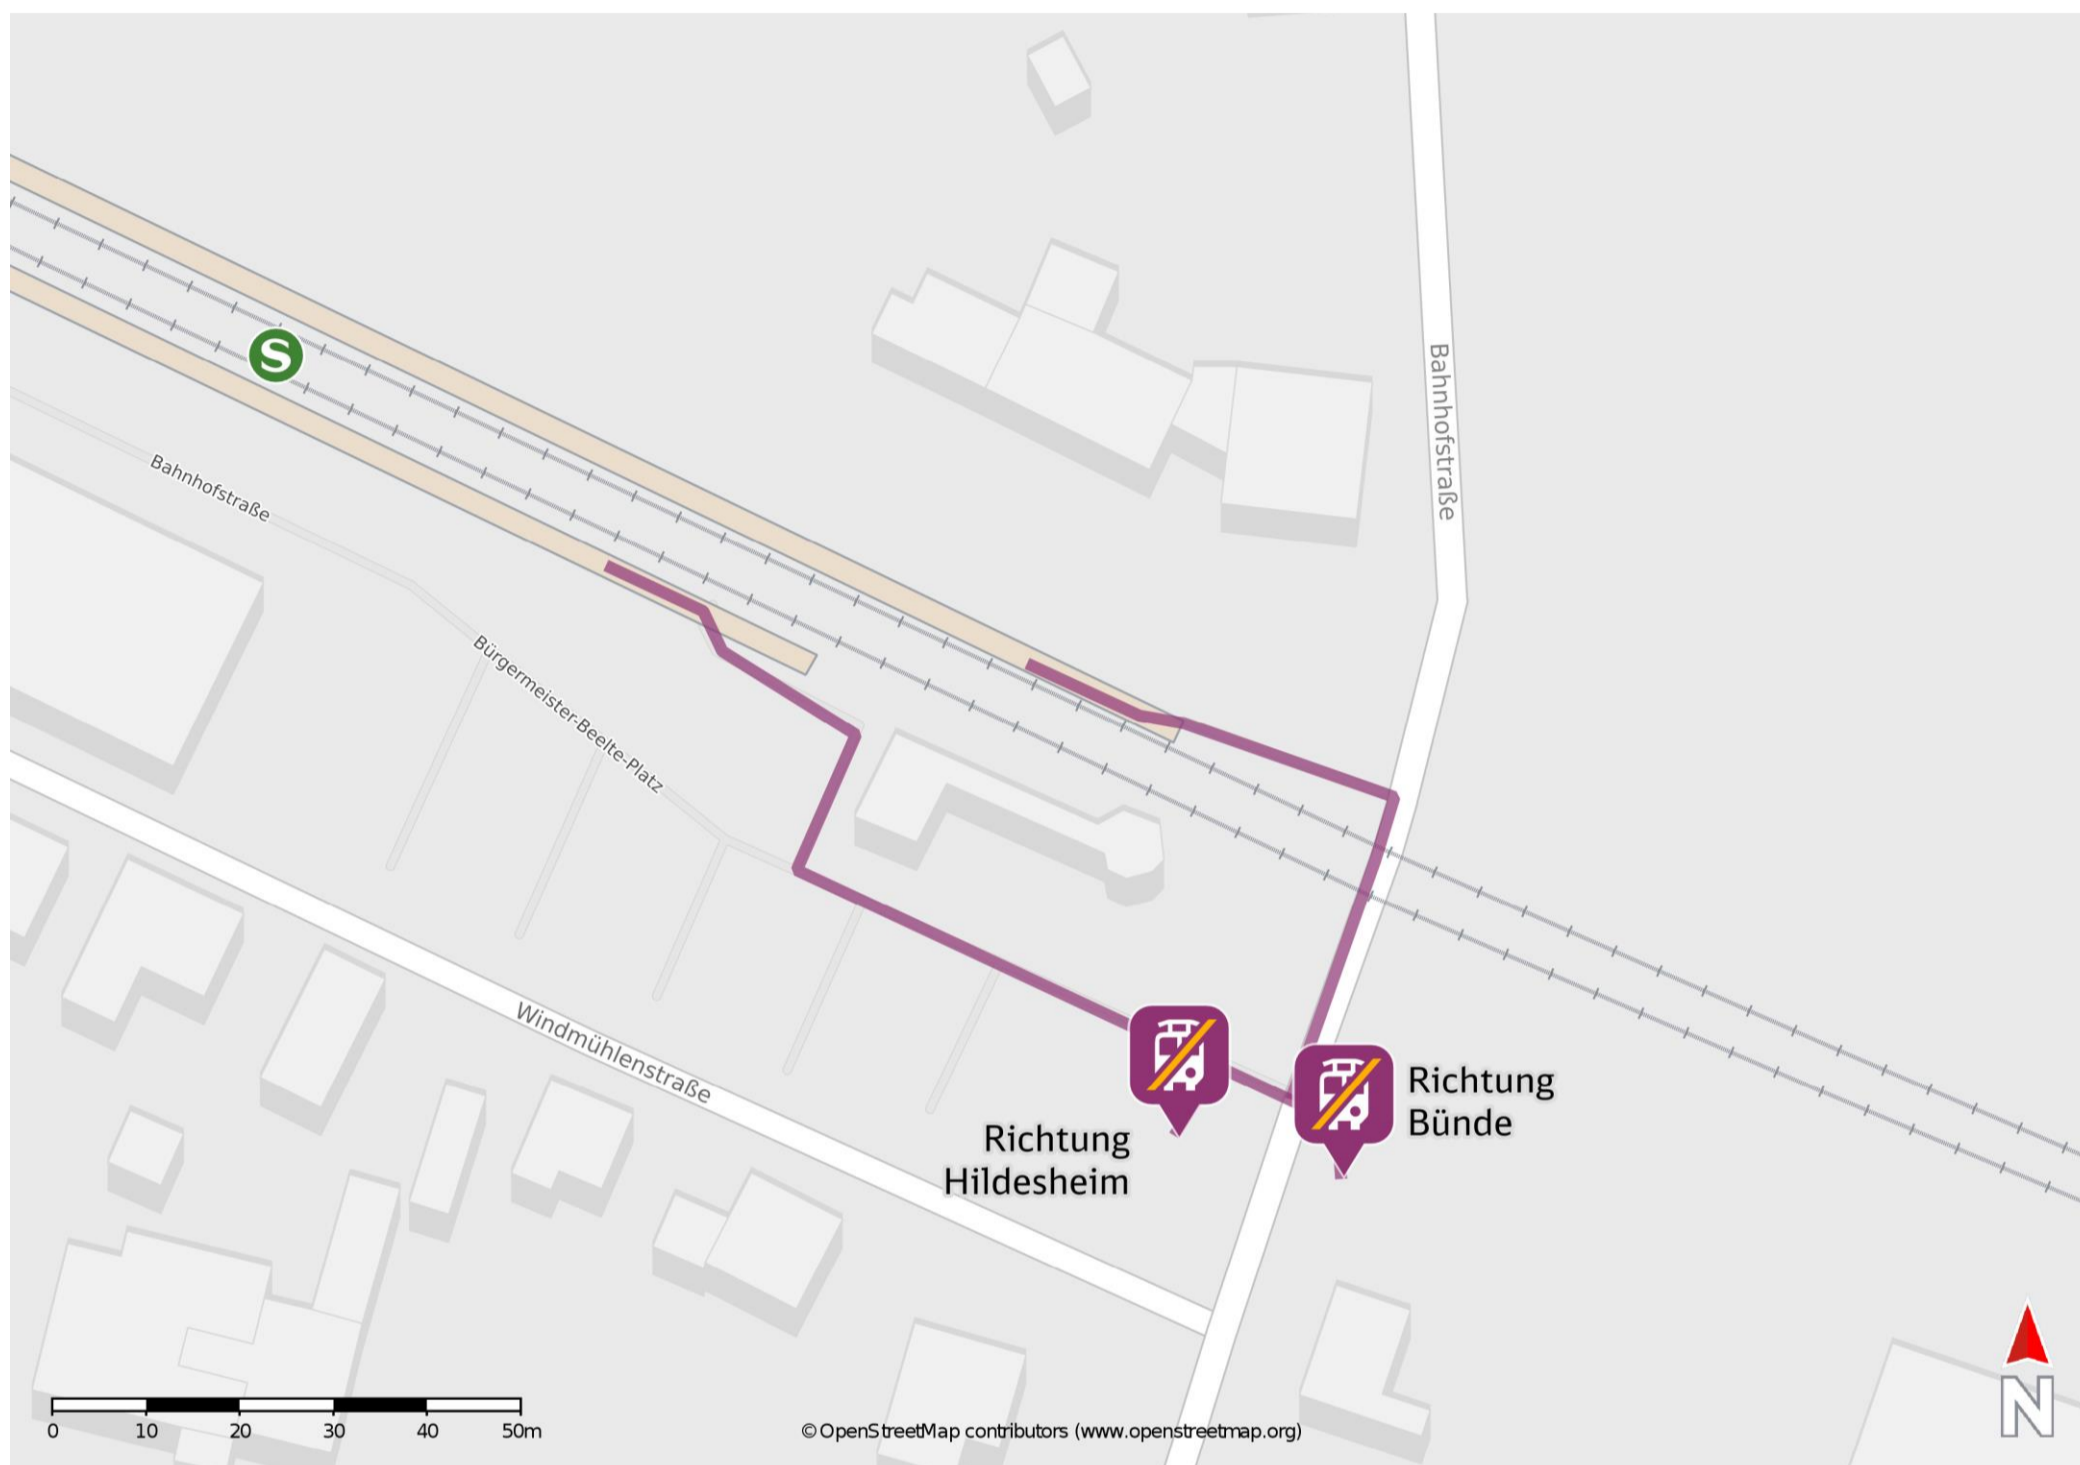 Bahnhofstraße
S
Bahnhofstraße
Bürgermeister-Beelte-Platz
Windmühlenstraße
Richtung
Bünde
Richtung
Hildesheim
0 10 20 30 40 50m
© OpenStreetMap contributors (www.openstreetmap.org)
N